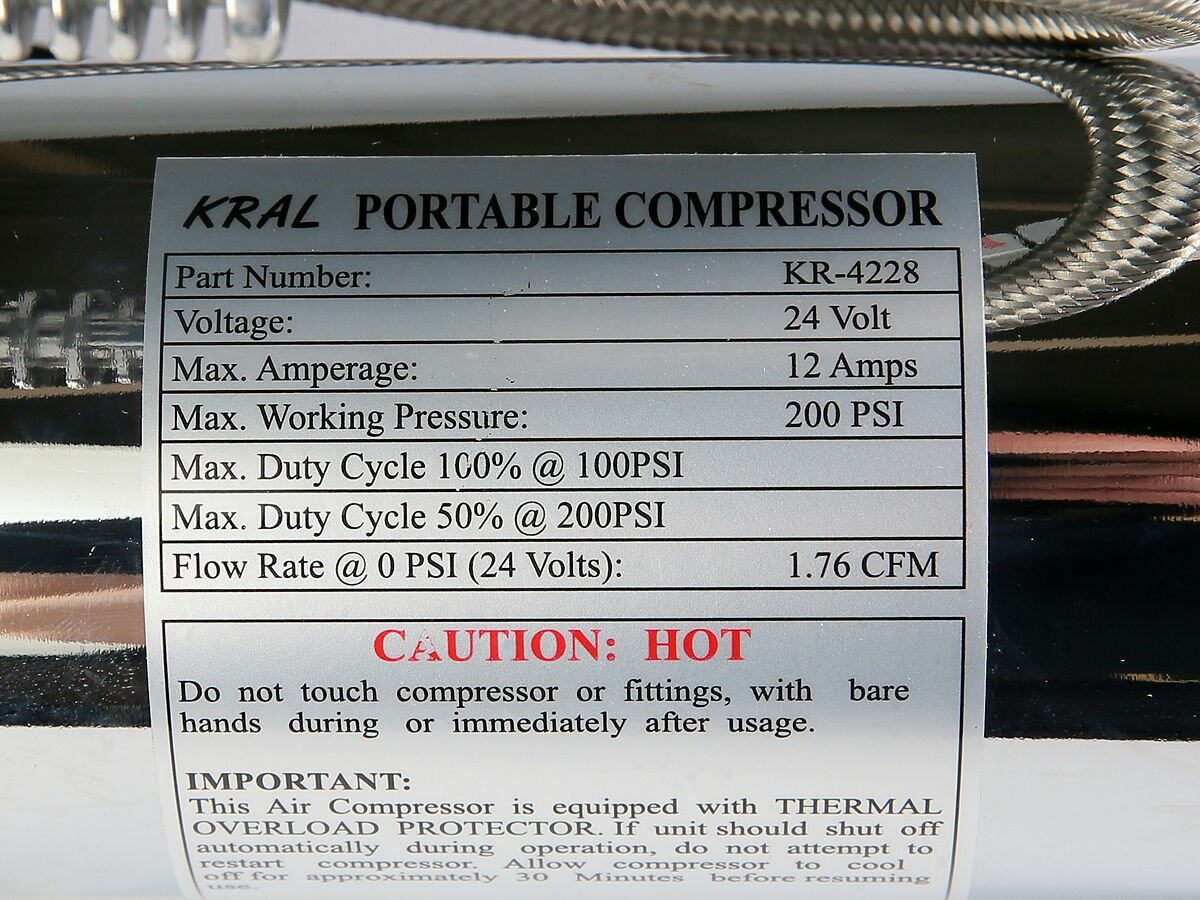 KRAL PORTABLE COMPRESSOR
Part Number: KR-4228
Voltage: 24 Volt
Max. Amperage: 12 Amps
Max. Working Pressure: 200 PSI
Max. Duty Cycle 100% @ 100PSI
Max. Duty Cycle 50% @ 200PSI
Flow Rate @ 0 PSI (24 Volts): 1.76 CFM
CAUTION: HOT
Do not touch compressor or fittings, with bare
hands during or immediately after usage.
IMPORTANT:
This Air Compressor is equipped with THERMAL
OVERLOAD PROTECTOR. If unit should shut off
automatically during operation, do not attempt to
restart compressor. Allow compressor to cool
off for approximately 30 Minutes before resuming
use.